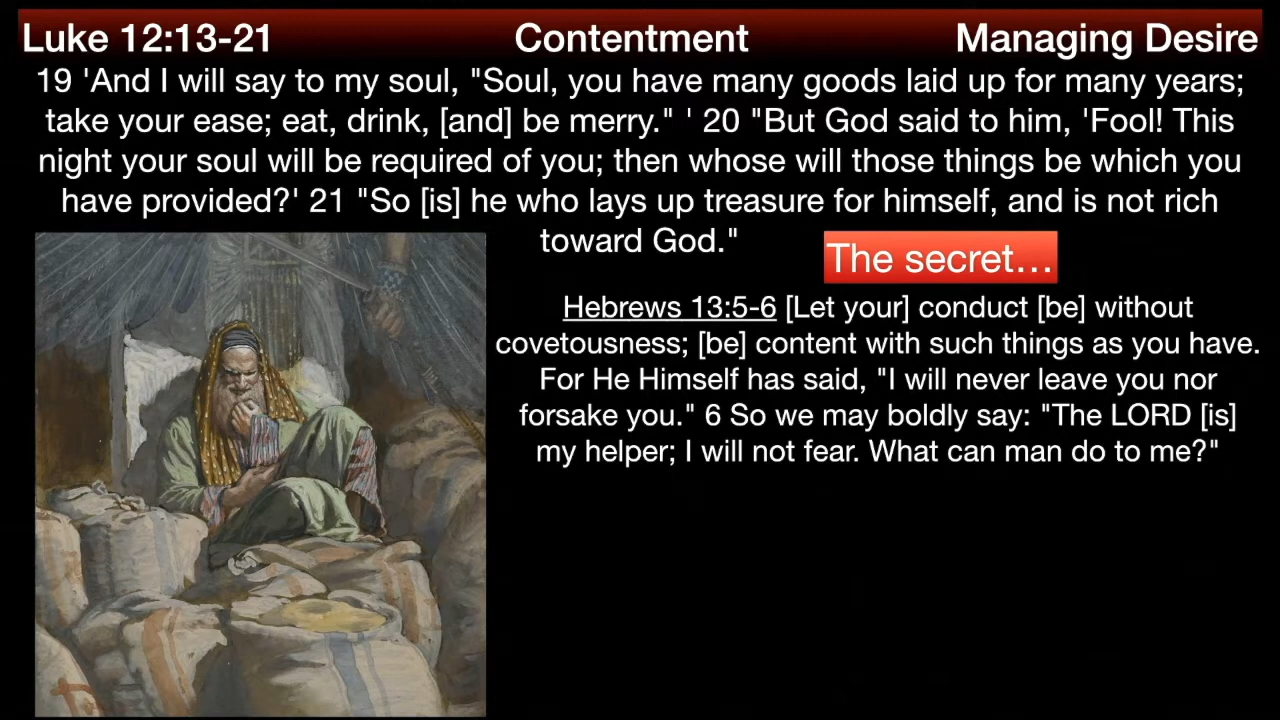 Luke 12:13-21 Contentment Managing Desire
19 'And I will say to my soul, "Soul, you have many goods laid up for many years;
take your ease; eat, drink, [and] be merry." ' 20 "But God said to him, 'Fool! This
night your soul will be required of you; then whose will those things be which you
have provided?' 21 "So [is] he who lays up treasure for himself, and is not rich
toward God."
The secret...
Hebrews 13:5-6 [Let your] conduct [be] without
covetousness; [be] content with such things as you have.
For He Himself has said, "I will never leave you nor
forsake you." 6 So we may boldly say: "The LORD [is]
my helper; I will not fear. What can man do to me?"